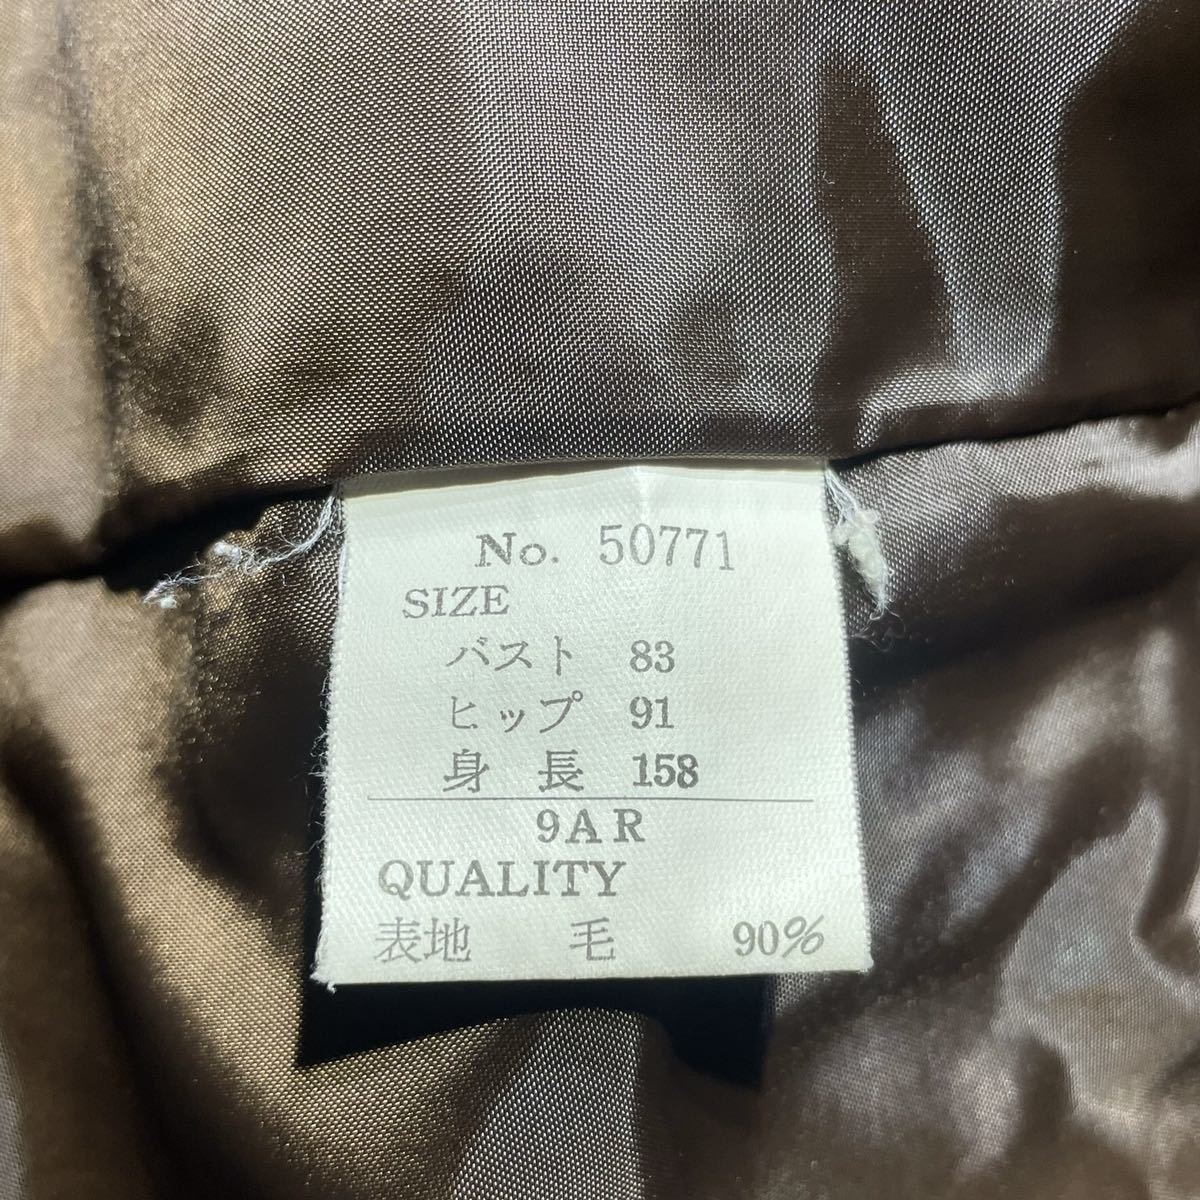 No. 50771
SIZE
バスト 83
ヒップ 91
身長 158
9AR
QUALITY
表地 毛 90%